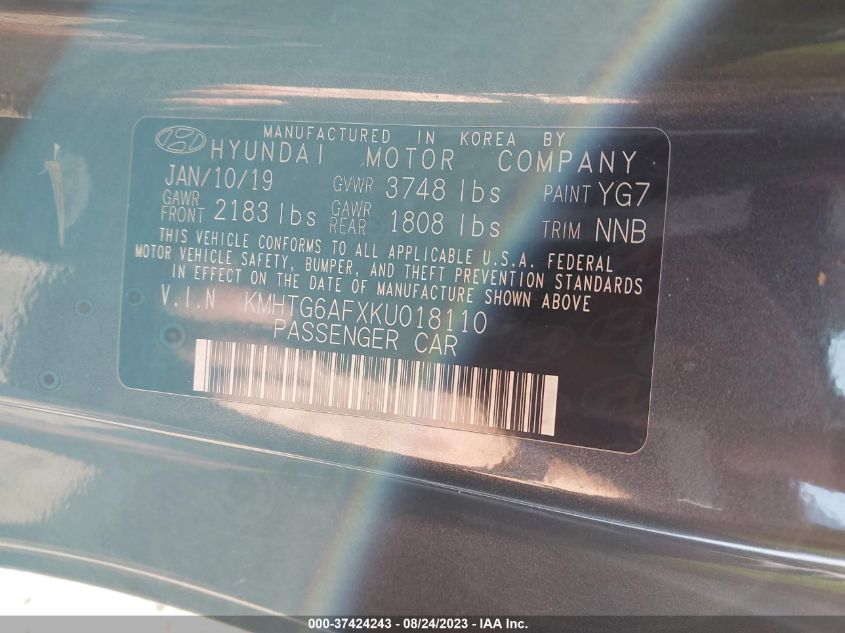 MANUFACTURED IN KOREA BY
HYUNDAI MOTOR COMPANY
JAN/10/19 GVWR 3748 lbs PAINT YG7
GAWR FRONT 2183 lbs GAWR REAR 1808 lbs TRIM NNB
THIS VEHICLE CONFORMS TO ALL APPLICABLE U.S.A. FEDERAL
MOTOR VEHICLE SAFETY, BUMPER, AND THEFT PREVENTION STANDARDS
IN EFFECT ON THE DATE OF MANUFACTURE SHOWN ABOVE
V.I.N KMHTG6AFXKU018110
PASSENGER CAR
000-37424243 - 08/24/2023 - IAA Inc.